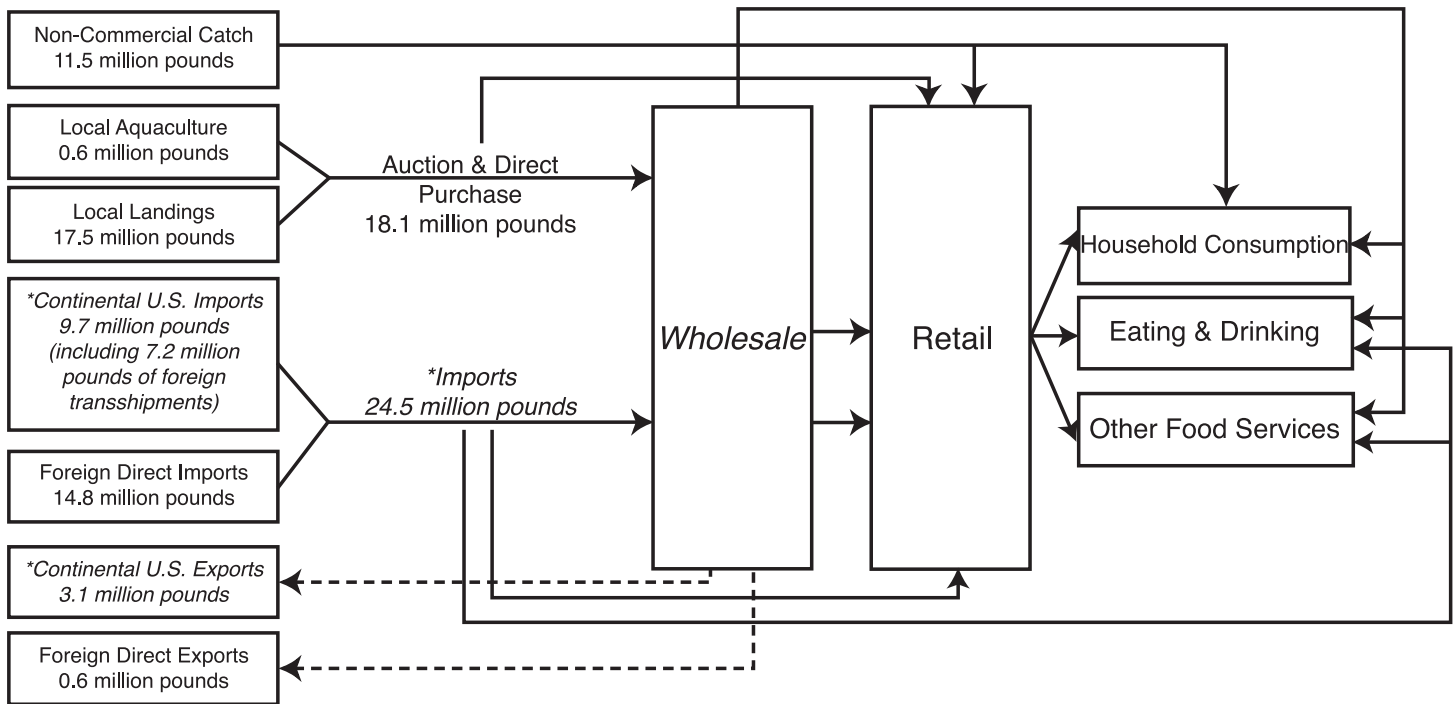 Non-Commercial Catch
11.5 million pounds
Local Aquaculture
0.6 million pounds
Local Landings
17.5 million pounds
*Continental U.S. Imports
9.7 million pounds
(including 7.2 million
pounds of foreign
transshipments)
Foreign Direct Imports
14.8 million pounds
*Continental U.S. Exports
3.1 million pounds
Foreign Direct Exports
0.6 million pounds
Auction & Direct
Purchase
18.1 million pounds
*Imports
24.5 million pounds
Wholesale
Retail
Household Consumption
Eating & Drinking
Other Food Services